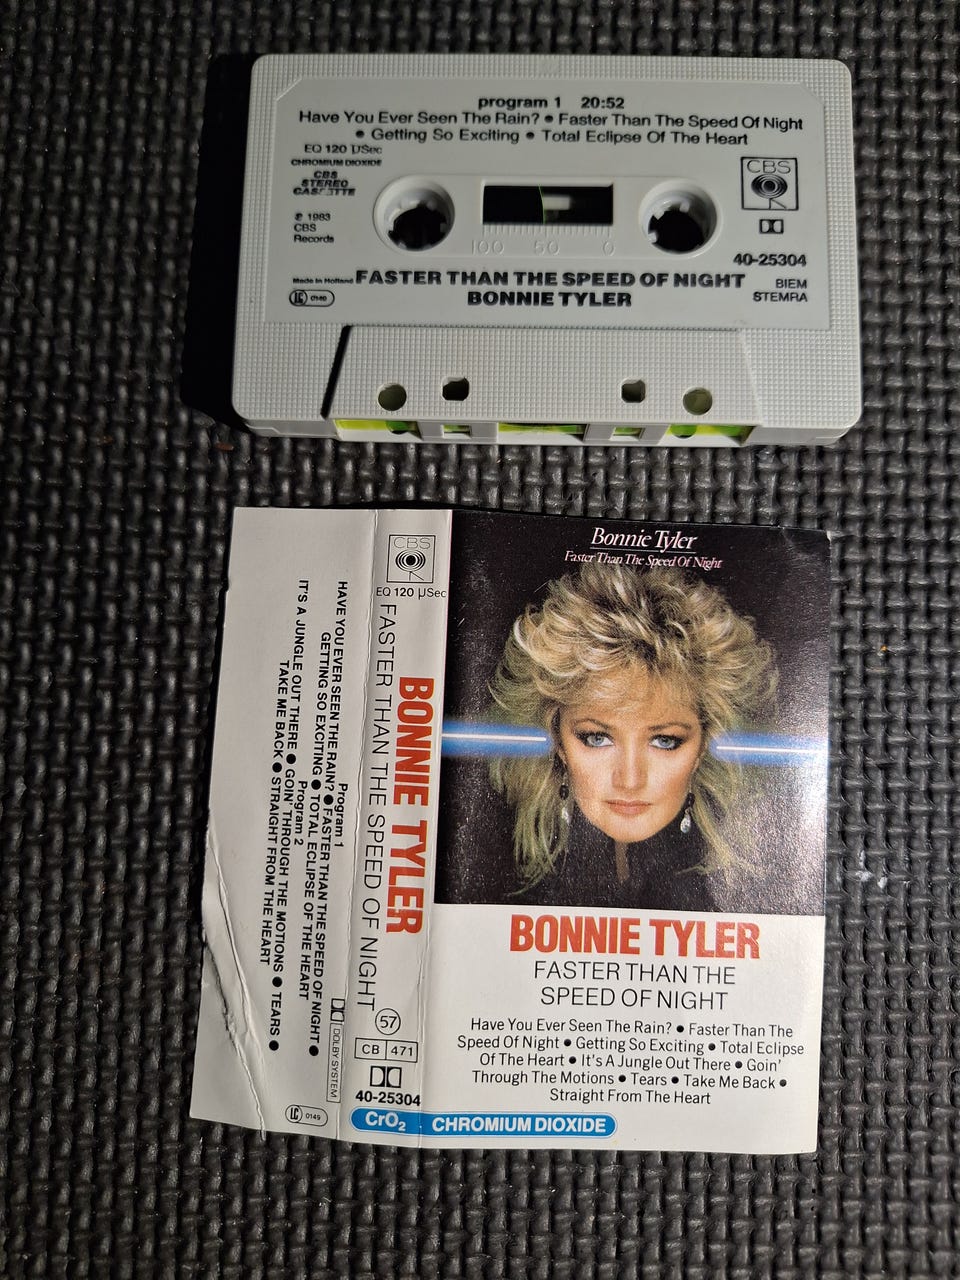 program 1 20:52
Have You Ever Seen The Rain? ● Faster Than The Speed Of Night
● Getting So Exciting ● Total Eclipse Of The Heart
EQ 120 µSec
CHROMIUM DIOXIDE
CBS
STEREO
CASSETTE
℗ 1983
CBS
Records
CBS
100 50 0
40-25304
Made in Holland
FASTER THAN THE SPEED OF NIGHT
BONNIE TYLER
BIEM
STEMRA
LC 0149
Bonnie Tyler
Faster Than The Speed Of Night
BONNIE TYLER
FASTER THAN THE
SPEED OF NIGHT
Have You Ever Seen The Rain? ● Faster Than The
Speed Of Night ● Getting So Exciting ● Total Eclipse
Of The Heart ● It's A Jungle Out There ● Goin'
Through The Motions ● Tears ● Take Me Back ●
Straight From The Heart
CHROMIUM DIOXIDE
CBS
EQ 120 µSec
BONNIE TYLER
FASTER THAN THE SPEED OF NIGHT
57
CB 471
40-25304
CrO₂
Program 1
HAVE YOU EVER SEEN THE RAIN? ● FASTER THAN THE SPEED OF NIGHT ●
GETTING SO EXCITING ● TOTAL ECLIPSE OF THE HEART
Program 2
IT'S A JUNGLE OUT THERE ● GOIN' THROUGH THE MOTIONS ● TEARS ●
TAKE ME BACK ● STRAIGHT FROM THE HEART
DOLBY SYSTEM
LC 0149